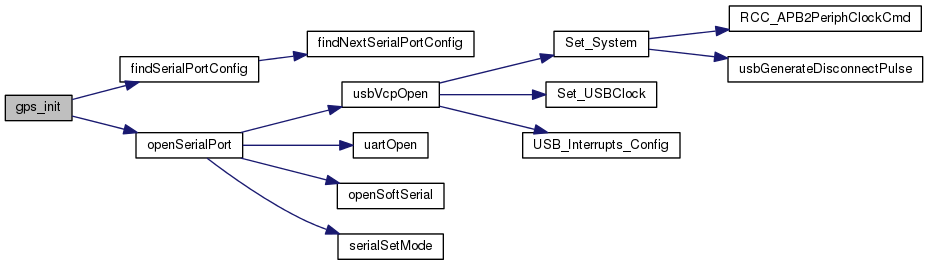 gps_init
findSerialPortConfig
findNextSerialPortConfig
openSerialPort
usbVcpOpen
Set_System
RCC_APB2PeriphClockCmd
usbGenerateDisconnectPulse
Set_USBClock
USB_Interrupts_Config
uartOpen
openSoftSerial
serialSetMode